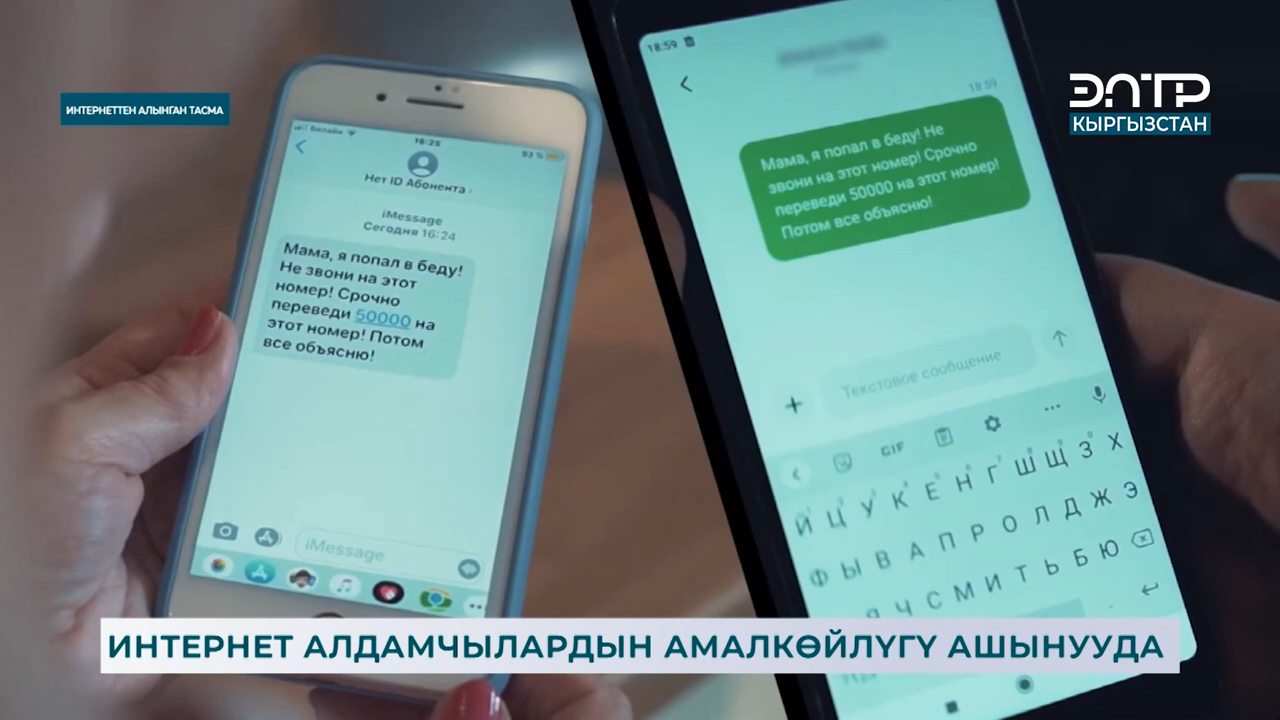 ИНТЕРНЕТТЕН АЛЫНГАН ТАСМА
ЭЛТР
КЫРГЫЗСТАН
Билайн
16:25
93 %
Нет ID Абонента
iMessage
Сегодня 16:24
Мама, я попал в беду!
Не звони на этот
номер! Срочно
переведи 50000 на
этот номер! Потом
все объясню!
iMessage
18:59
18:59
Мама, я попал в беду! Не
звони на этот номер! Срочно
переведи 50000 на этот номер!
Потом все объясню!
Текстовое сообщение
GIF
Й Ц У К Е Н Г Ш Щ З Х
Ф Ы В А П Р О Л Д Ж Э
Я Ч С М И Т Ь Б Ю
ИНТЕРНЕТ АЛДАМЧЫЛАРДЫН АМАЛКӨЙЛҮГҮ АШЫНУУДА